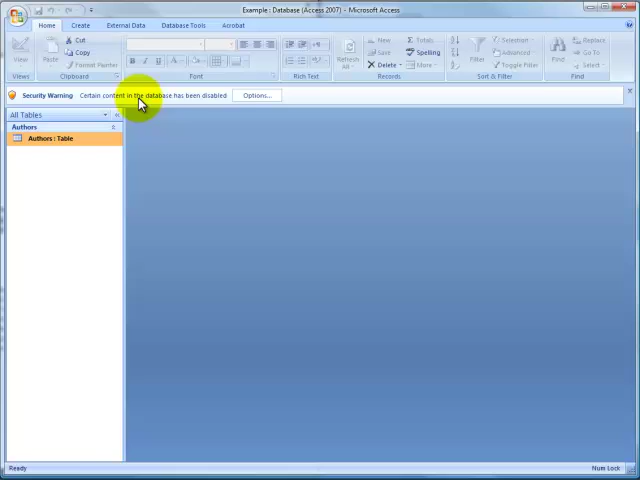 Example : Database (Access 2007) - Microsoft Access
Home Create External Data Database Tools Acrobat
View
Views
Paste
Cut
Copy
Format Painter
Clipboard
B I U A
Font
Rich Text
Refresh
All
New
Save
Delete
Totals
Spelling
More
Records
Filter
Selection
Advanced
Toggle Filter
Sort & Filter
Find
Replace
Go To
Select
Find
Security Warning Certain content in the database has been disabled Options...
All Tables
Authors
Authors : Table
Ready Num Lock